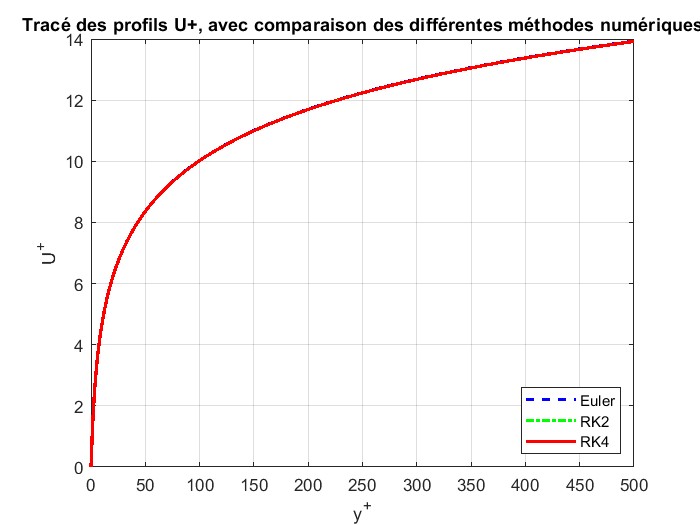 Tracé des profils U+, avec comparaison des différentes méthodes numériques
14
12
10
8
6
4
2
0
U+
Euler
RK2
RK4
0 50 100 150 200 250 300 350 400 450 500
y+